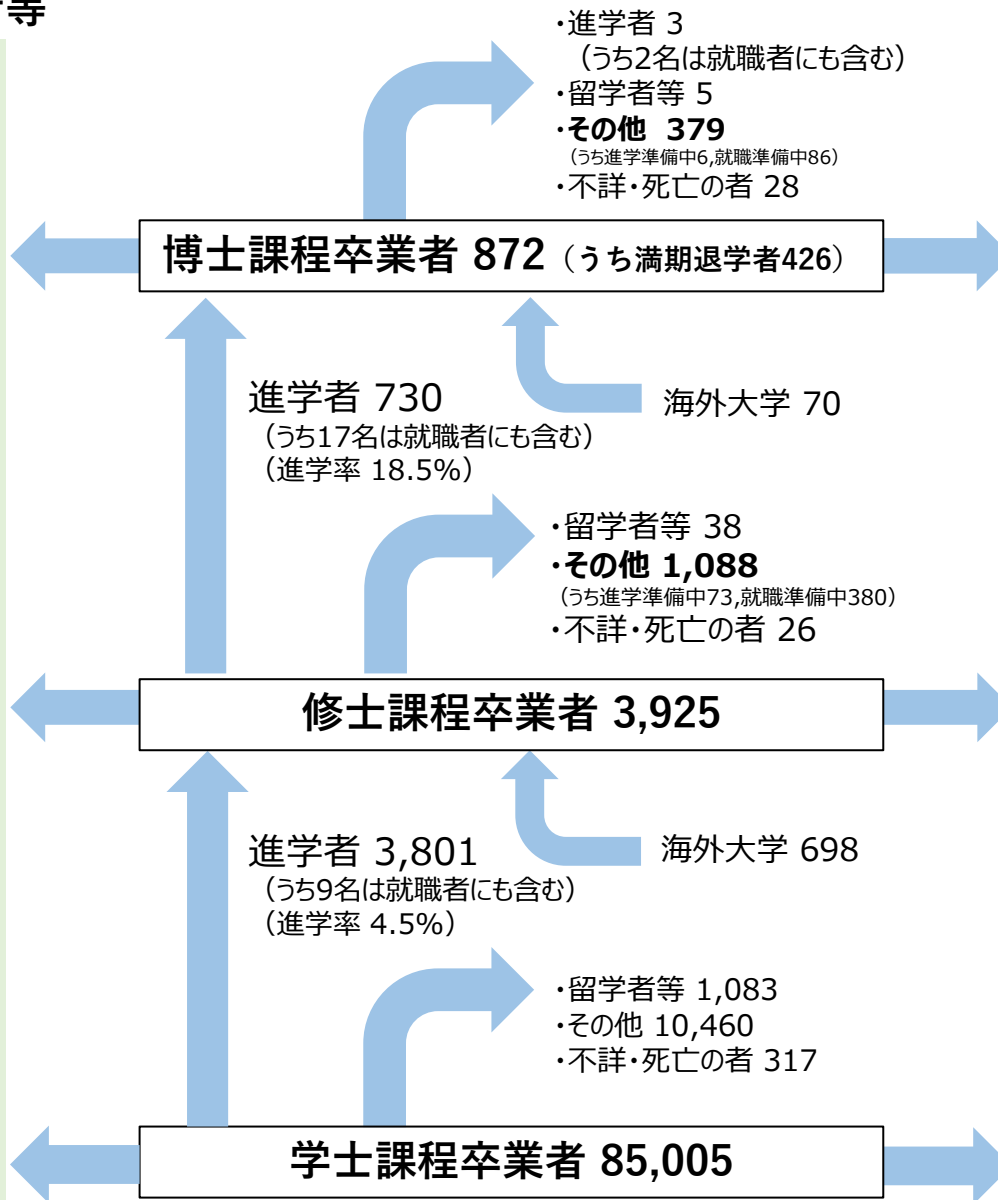 等
・進学者 3
（うち2名は就職者にも含む）
・留学者等 5
・その他 379
（うち進学準備中6,就職準備中86）
・不詳・死亡の者 28
博士課程卒業者 872（うち満期退学者426）
進学者 730
（うち17名は就職者にも含む）
（進学率 18.5%）
海外大学 70
・留学者等 38
・その他 1,088
（うち進学準備中73,就職準備中380）
・不詳・死亡の者 26
修士課程卒業者 3,925
進学者 3,801
（うち9名は就職者にも含む）
（進学率 4.5%）
海外大学 698
・留学者等 1,083
・その他 10,460
・不詳・死亡の者 317
学士課程卒業者 85,005